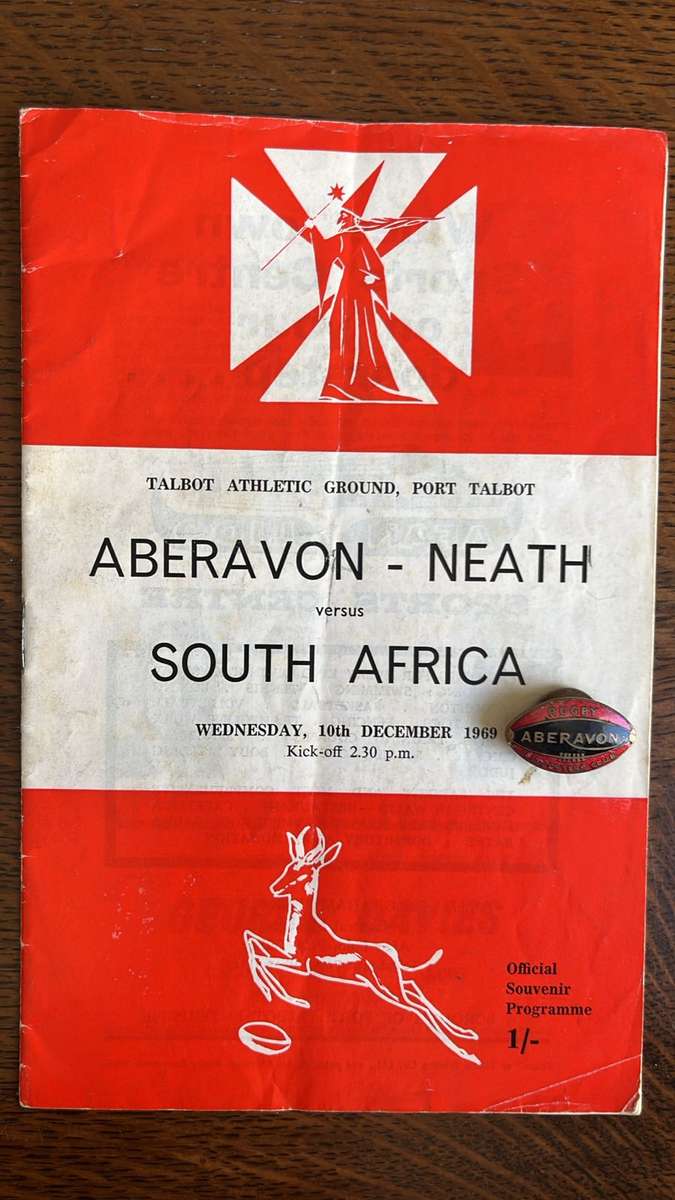 TALBOT ATHLETIC GROUND, PORT TALBOT
ABERAVON - NEATH
versus
SOUTH AFRICA
WEDNESDAY, 10th DECEMBER 1969
Kick-off 2.30 p.m.
RUGBY
ABERAVON
Official
Souvenir
Programme
1/-